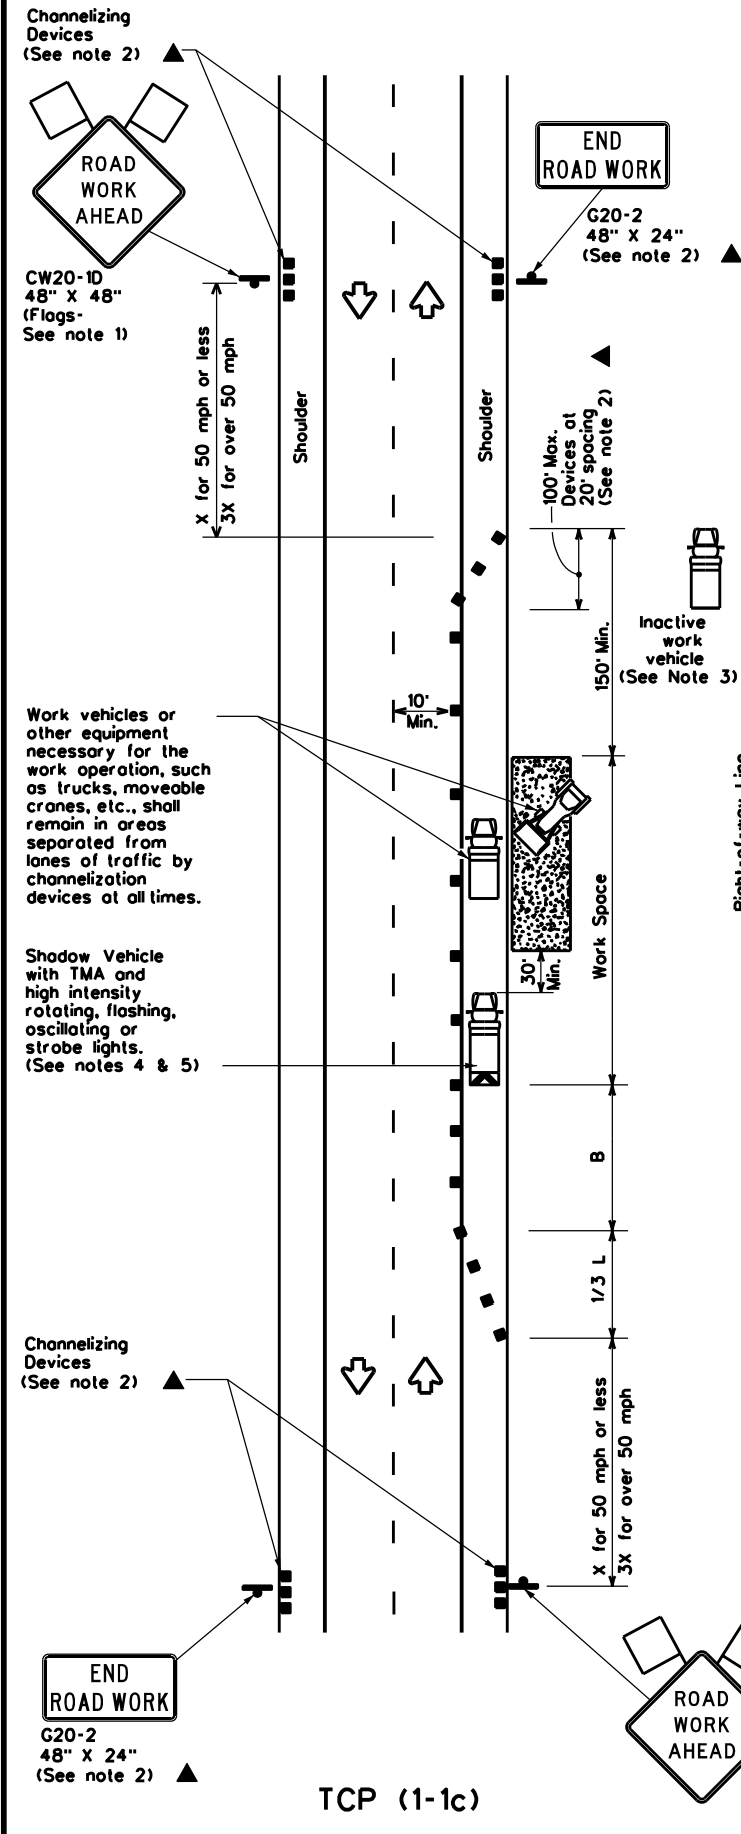 Channelizing
Devices
(See note 2)
ROAD
WORK
AHEAD
CW20-1D
48" X 48"
(Flags-
See note 1)
END
ROAD WORK
G20-2
48" X 24"
(See note 2)
X for 50 mph or less
3X for over 50 mph
Shoulder
Shoulder
100' Max.
Devices at
20' spacing
(See note 2)
Inactive
work
vehicle
(See Note 3)
150' Min.
10'
Min.
Work vehicles or
other equipment
necessary for the
work operation, such
as trucks, moveable
cranes, etc., shall
remain in areas
separated from
lanes of traffic by
channelization
devices at all times.
Right-of-way Line
Work Space
30'
Min.
Shadow Vehicle
with TMA and
high intensity
rotating, flashing,
oscillating or
strobe lights.
(See notes 4 & 5)
B
1/3 L
Channelizing
Devices
(See note 2)
X for 50 mph or less
3X for over 50 mph
END
ROAD WORK
G20-2
48" X 24"
(See note 2)
ROAD
WORK
AHEAD
TCP (1-1c)